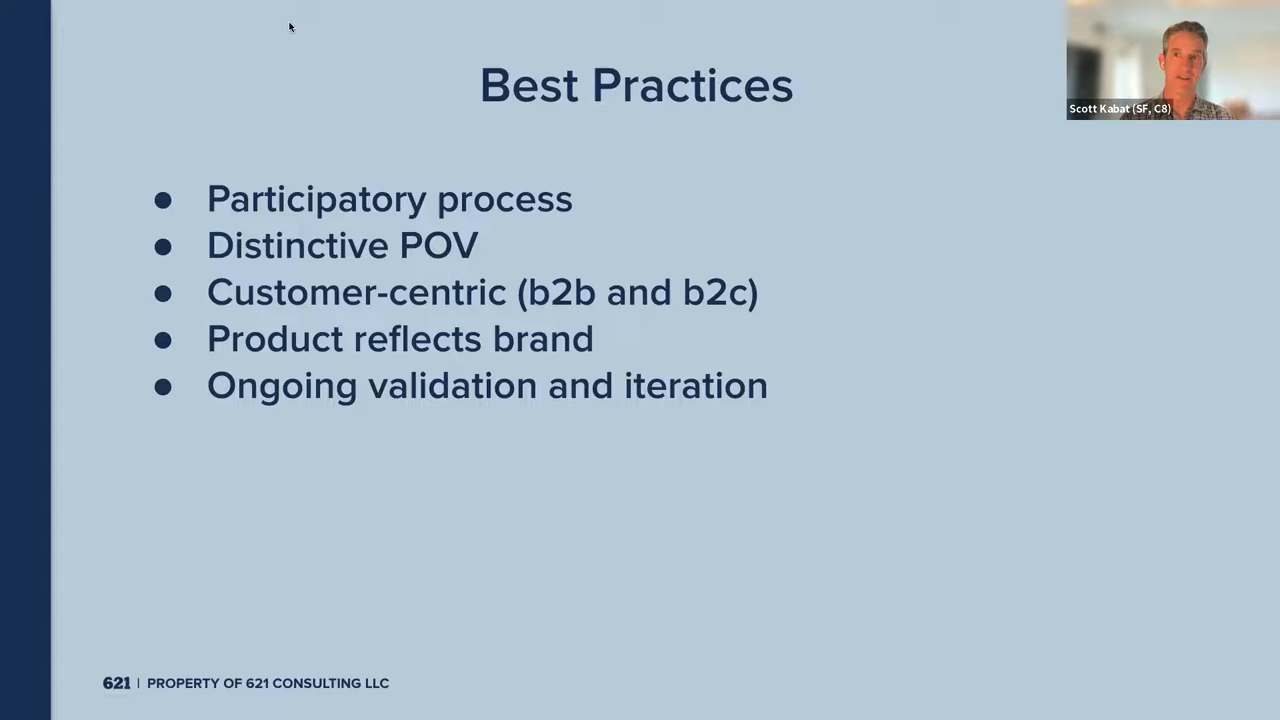 Best Practices
Scott Kabat (SF, C8)
● Participatory process
● Distinctive POV
● Customer-centric (b2b and b2c)
● Product reflects brand
● Ongoing validation and iteration
621 | PROPERTY OF 621 CONSULTING LLC